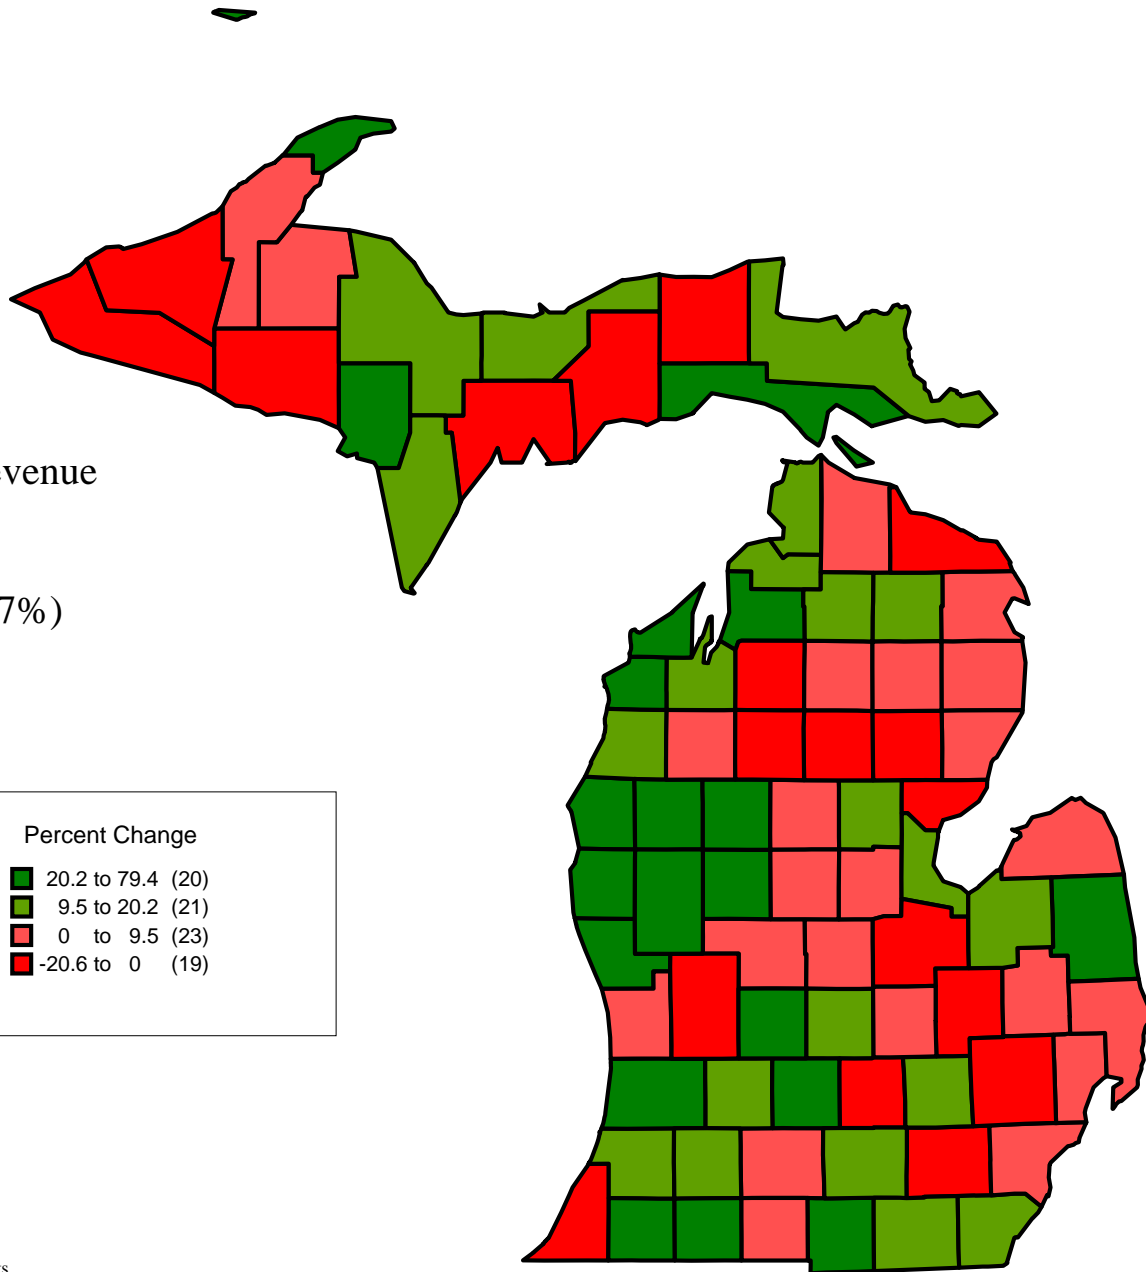 venue
7%)
Percent Change
20.2 to 79.4 (20)
9.5 to 20.2 (21)
0 to 9.5 (23)
-20.6 to 0 (19)